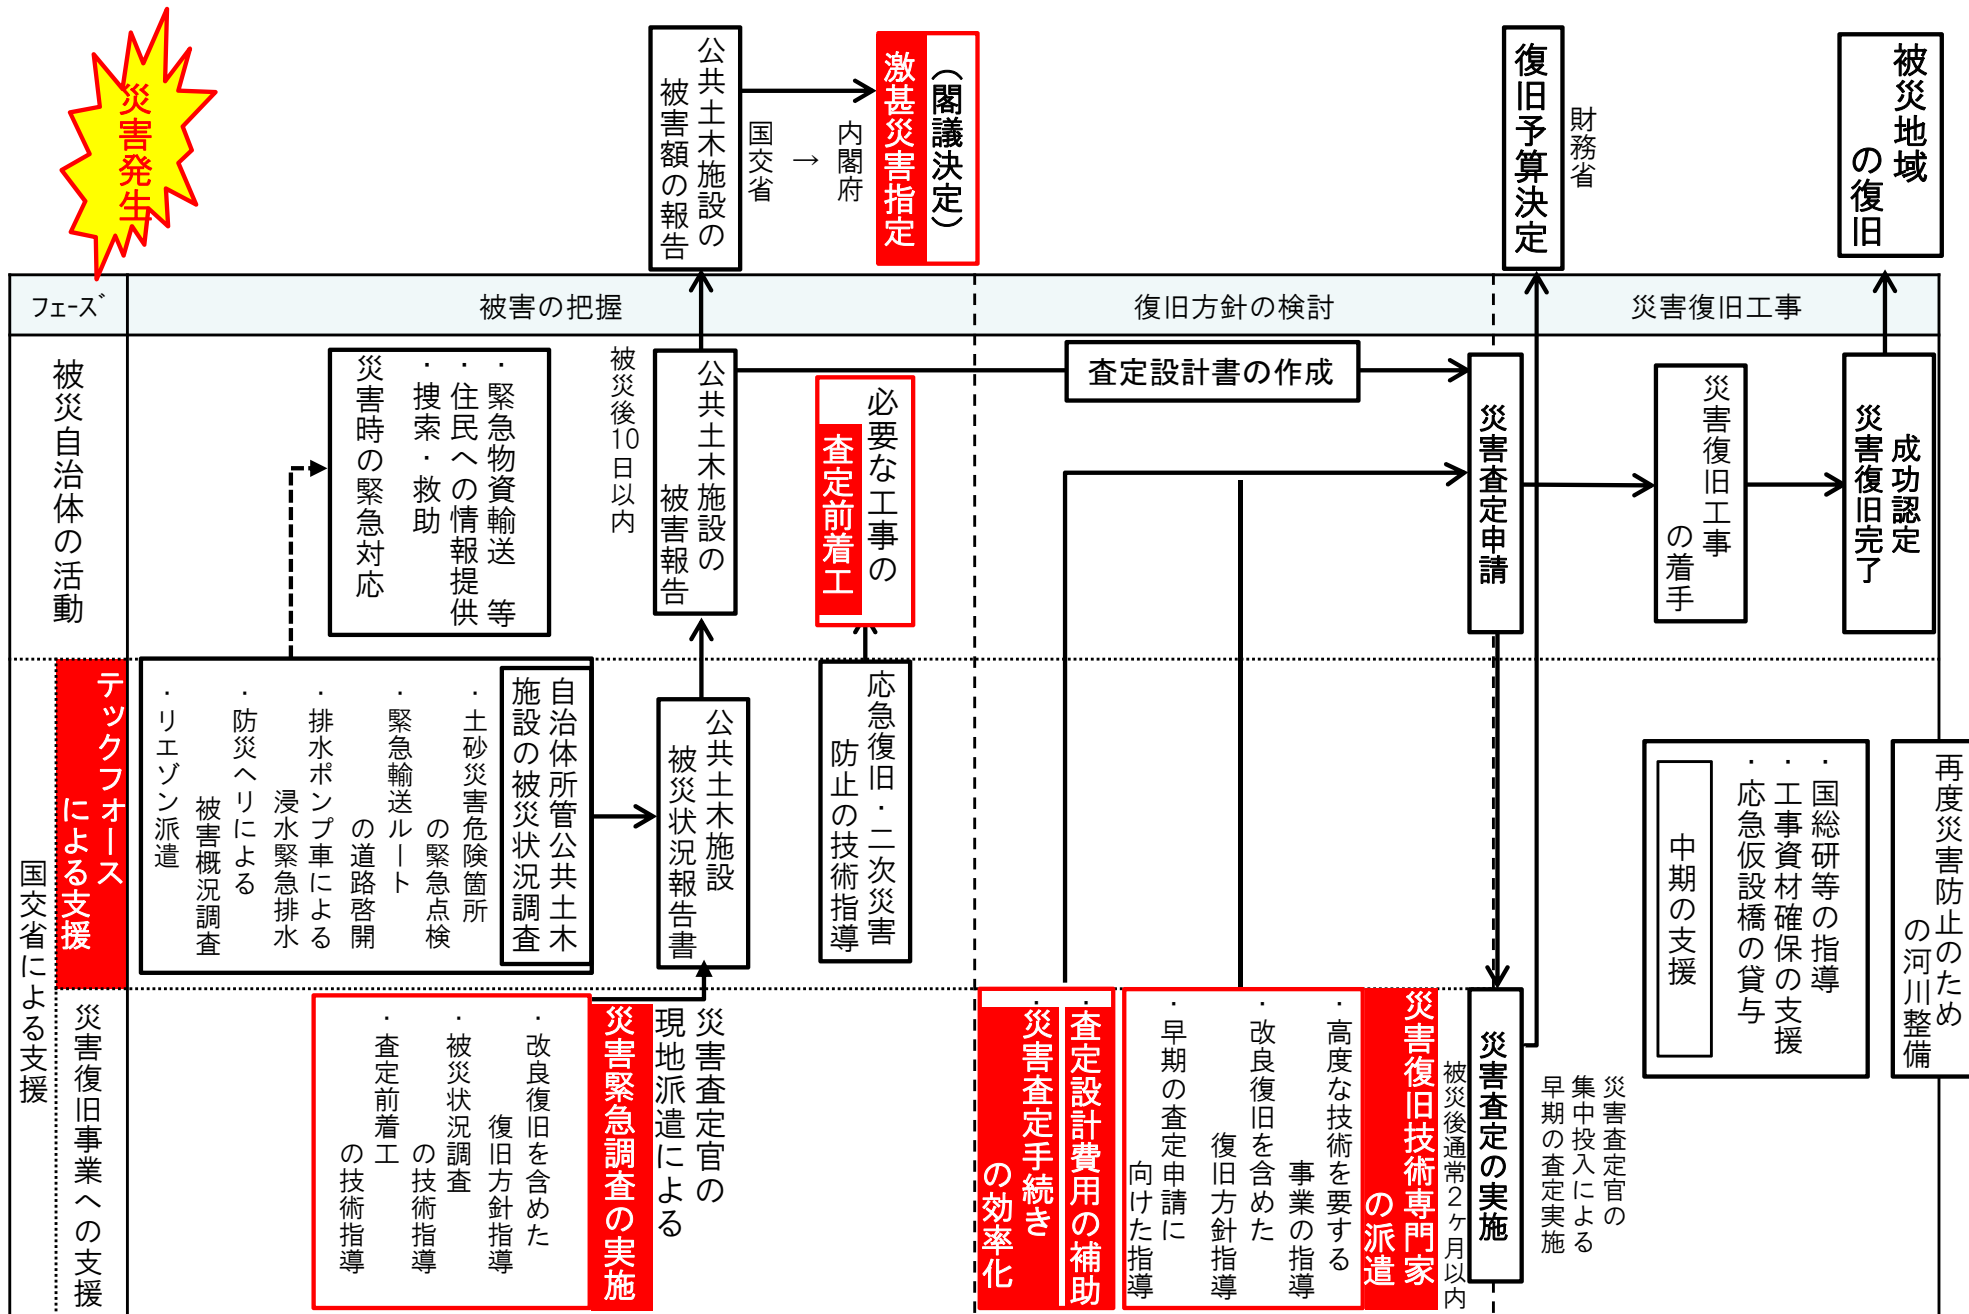 災害発生
公共土木施設の
被害額の報告
国交省
→
内閣府
激甚災害指定
（閣議決定）
復旧予算決定
財務省
被災地域
の復旧
フェーズ
被害の把握
復旧方針の検討
災害復旧工事
被災自治体の活動
・緊急物資輸送　等
・住民への情報提供
・捜索・救助
災害時の緊急対応
被災後10日以内
公共土木施設の
被害報告
必要な工事の
査定前着工
査定設計書の作成
災害査定申請
災害復旧工事
の着手
成功認定
災害復旧完了
国交省による支援
テックフォース
による支援
自治体所管公共土木
施設の被災状況調査
・土砂災害危険箇所
の緊急点検
・緊急輸送ルート
の道路啓開
・排水ポンプ車による
浸水緊急排水
・防災ヘリによる
被害概況調査
・リエゾン派遣
公共土木施設
被災状況報告書
応急復旧・二次災害
防止の技術指導
・国総研等の指導
・工事資材確保の支援
・応急仮設橋の貸与
中期の支援
再度災害防止のため
の河川整備
災害復旧事業への支援
災害査定官の
現地派遣による
災害緊急調査の実施
・改良復旧を含めた
復旧方針指導
・被災状況調査
の技術指導
・査定前着工
の技術指導
・査定設計費用の補助
・災害査定手続き
の効率化
災害復旧技術専門家
の派遣
・高度な技術を要する
事業の指導
・改良復旧を含めた
復旧方針指導
・早期の査定申請に
向けた指導
被災後通常2ヶ月以内
災害査定の実施
災害査定官の
集中投入による
早期の査定実施